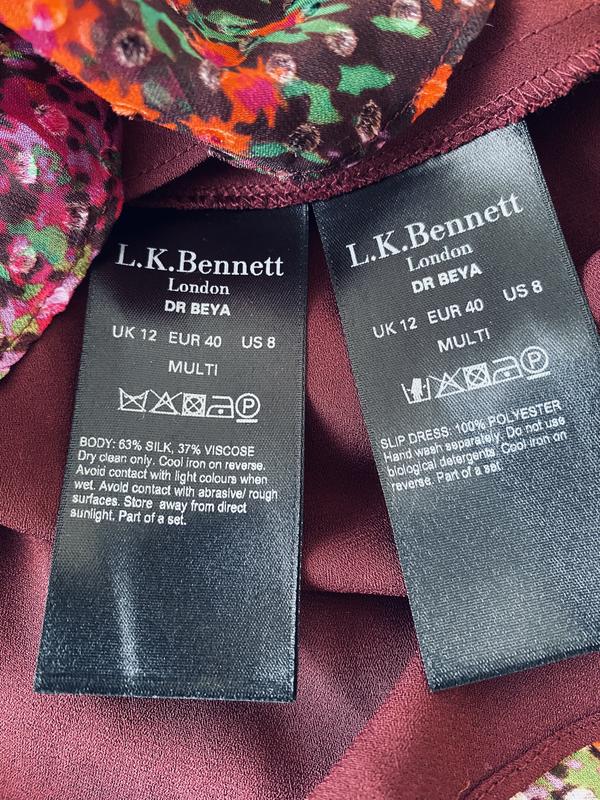 L.K.Bennett
London
DR BEYA
UK 12 EUR 40 US 8
MULTI
P
BODY: 63% SILK, 37% VISCOSE
Dry clean only. Cool iron on reverse.
Avoid contact with light colours when
wet. Avoid contact with abrasive/ rough
surfaces. Store away from direct
sunlight. Part of a set.
L.K.Bennett
London
DR BEYA
UK 12 EUR 40 US 8
MULTI
P
SLIP DRESS: 100% POLYESTER
Hand wash separately. Do not use
biological detergents. Cool iron on
reverse. Part of a set